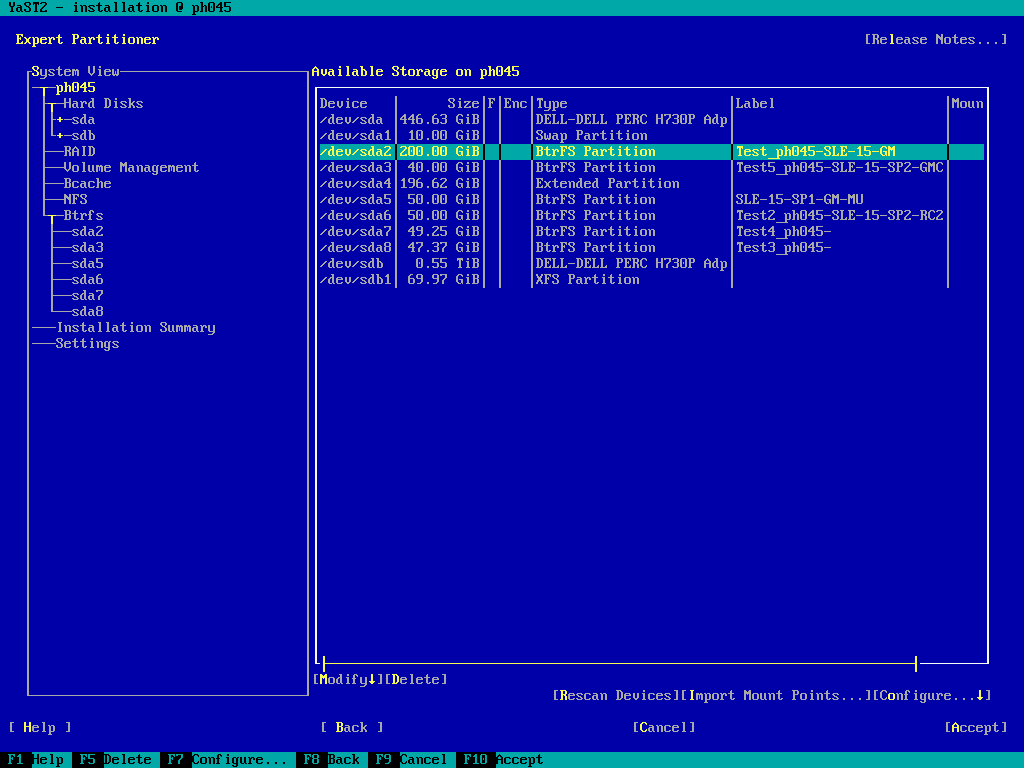 YaST2 - installation @ ph045
Expert Partitioner [Release Notes...]
System View
ph045
Hard Disks
+-sda
+-sdb
RAID
Volume Management
Bcache
NFS
Btrfs
sda2
sda3
sda5
sda6
sda7
sda8
Installation Summary
Settings
Available Storage on ph045
Device | Size|F|Enc|Type |Label |Moun
/dev/sda |446.63 GiB| | |DELL-DELL PERC H730P Adp| |
/dev/sda1| 10.00 GiB| | |Swap Partition | |
/dev/sda2|200.00 GiB| | |BtrFS Partition |Test_ph045-SLE-15-GM |
/dev/sda3| 40.00 GiB| | |BtrFS Partition |Test5_ph045-SLE-15-SP2-GMC|
/dev/sda4|196.62 GiB| | |Extended Partition | |
/dev/sda5| 50.00 GiB| | |BtrFS Partition |SLE-15-SP1-GM-MU |
/dev/sda6| 50.00 GiB| | |BtrFS Partition |Test2_ph045-SLE-15-SP2-RC2|
/dev/sda7| 49.25 GiB| | |BtrFS Partition |Test4_ph045- |
/dev/sda8| 47.37 GiB| | |BtrFS Partition |Test3_ph045- |
/dev/sdb | 0.55 TiB| | |DELL-DELL PERC H730P Adp| |
/dev/sdb1| 69.97 GiB| | |XFS Partition | |
[Modify↓][Delete]
[Rescan Devices][Import Mount Points...][Configure...↓]
[ Help ] [ Back ] [Cancel] [Accept]
F1 Help F5 Delete F7 Configure... F8 Back F9 Cancel F10 Accept